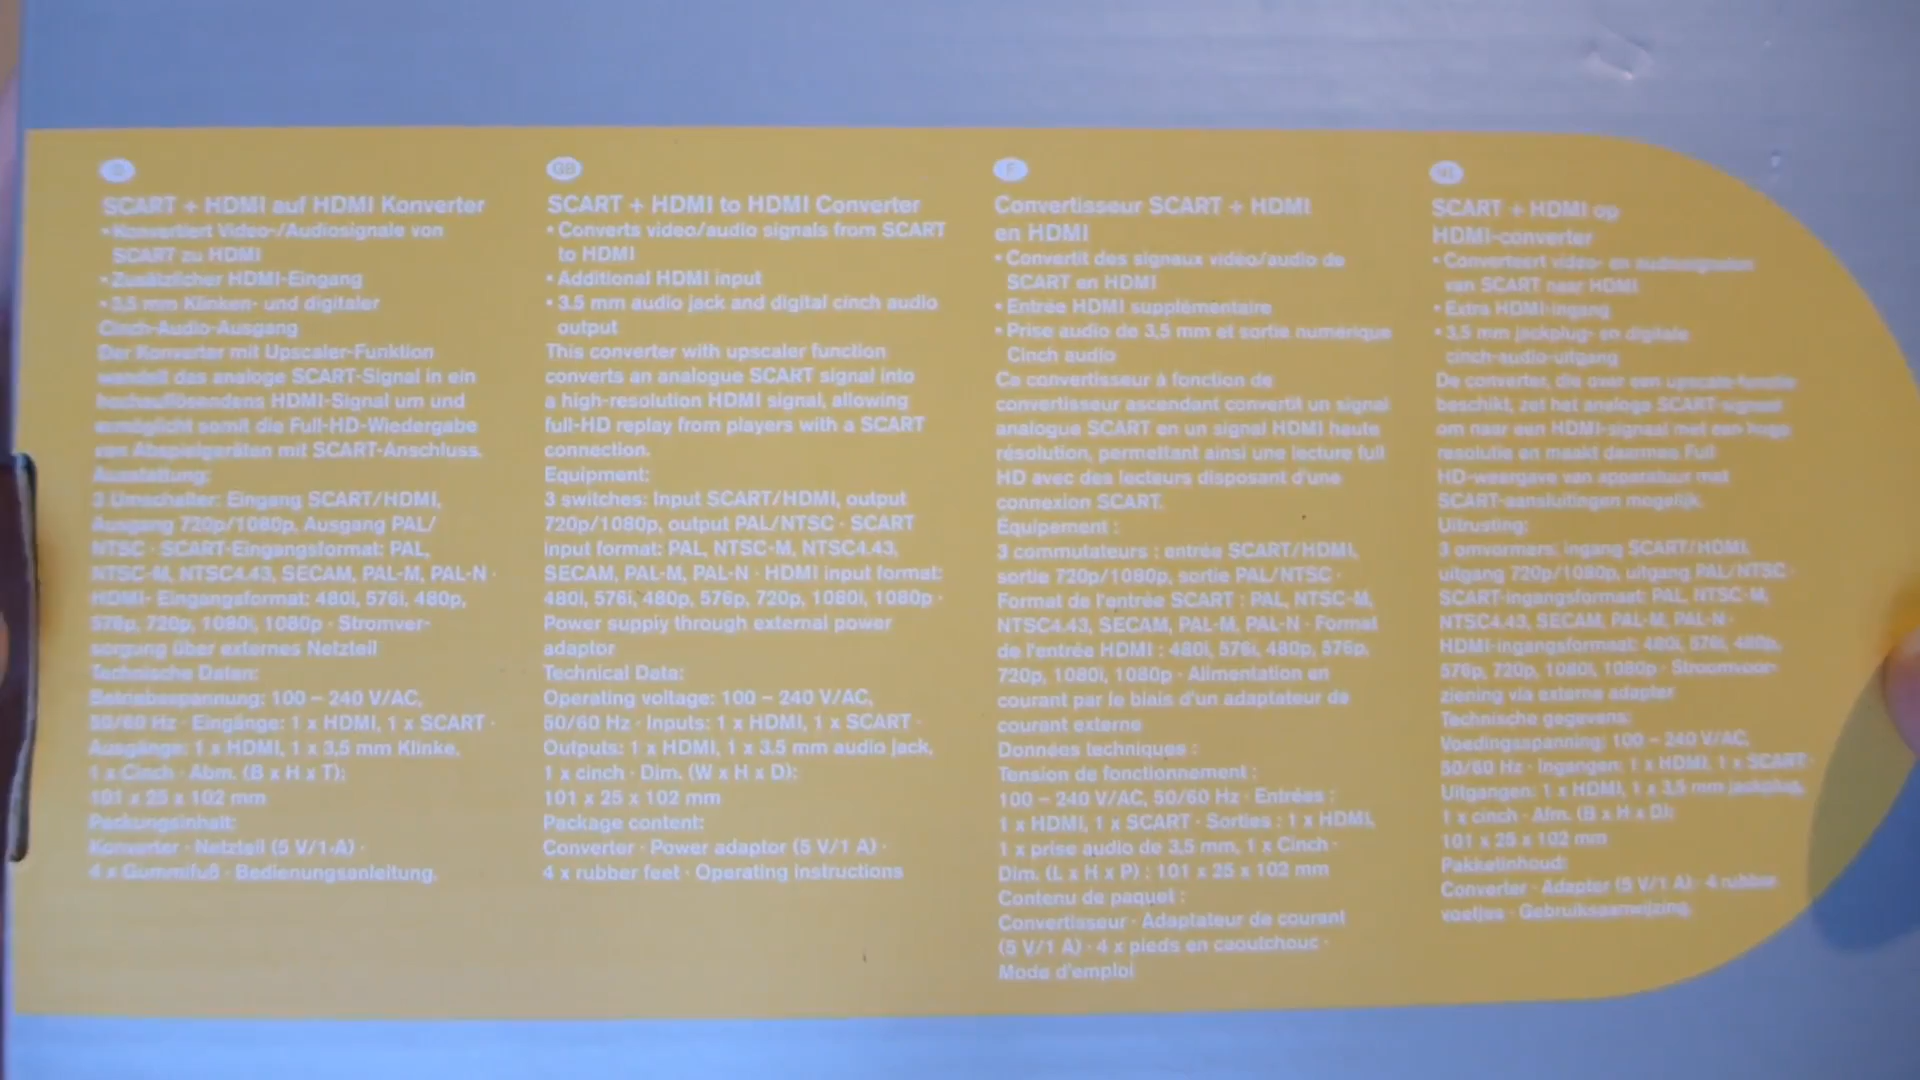 D
SCART + HDMI auf HDMI Konverter
• Konvertiert Video-/Audiosignale von
SCART zu HDMI
• Zusätzlicher HDMI-Eingang
• 3,5 mm Klinken- und digitaler
Cinch-Audio-Ausgang
Der Konverter mit Upscaler-Funktion
wandelt das analoge SCART-Signal in ein
hochauflösendens HDMI-Signal um und
ermöglicht somit die Full-HD-Wiedergabe
von Abspielgeräten mit SCART-Anschluss.
Ausstattung:
3 Umschalter: Eingang SCART/HDMI,
Ausgang 720p/1080p, Ausgang PAL/
NTSC · SCART-Eingangsformat: PAL,
NTSC-M, NTSC4.43, SECAM, PAL-M, PAL-N ·
HDMI- Eingangsformat: 480i, 576i, 480p,
576p, 720p, 1080i, 1080p · Stromver-
sorgung über externes Netzteil
Technische Daten:
Betriebsspannung: 100 – 240 V/AC,
50/60 Hz · Eingänge: 1 x HDMI, 1 x SCART ·
Ausgänge: 1 x HDMI, 1 x 3,5 mm Klinke,
1 x Cinch · Abm. (B x H x T):
101 x 25 x 102 mm
Packungsinhalt:
Konverter · Netzteil (5 V/1 A) ·
4 x Gummifuß · Bedienungsanleitung.
GB
SCART + HDMI to HDMI Converter
• Converts video/audio signals from SCART
to HDMI
• Additional HDMI input
• 3.5 mm audio jack and digital cinch audio
output
This converter with upscaler function
converts an analogue SCART signal into
a high-resolution HDMI signal, allowing
full-HD replay from players with a SCART
connection.
Equipment:
3 switches: Input SCART/HDMI, output
720p/1080p, output PAL/NTSC · SCART
input format: PAL, NTSC-M, NTSC4.43,
SECAM, PAL-M, PAL-N · HDMI input format:
480i, 576i, 480p, 576p, 720p, 1080i, 1080p ·
Power supply through external power
adaptor
Technical Data:
Operating voltage: 100 – 240 V/AC,
50/60 Hz · Inputs: 1 x HDMI, 1 x SCART ·
Outputs: 1 x HDMI, 1 x 3.5 mm audio jack,
1 x cinch · Dim. (W x H x D):
101 x 25 x 102 mm
Package content:
Converter · Power adaptor (5 V/1 A) ·
4 x rubber feet · Operating instructions
F
Convertisseur SCART + HDMI
en HDMI
• Convertit des signaux vidéo/audio de
SCART en HDMI
• Entrée HDMI supplémentaire
• Prise audio de 3,5 mm et sortie numérique
Cinch audio
Ce convertisseur à fonction de
convertisseur ascendant convertit un signal
analogue SCART en un signal HDMI haute
résolution, permettant ainsi une lecture full
HD avec des lecteurs disposant d'une
connexion SCART.
Équipement :
3 commutateurs : entrée SCART/HDMI,
sortie 720p/1080p, sortie PAL/NTSC ·
Format de l'entrée SCART : PAL, NTSC-M,
NTSC4.43, SECAM, PAL-M, PAL-N · Format
de l'entrée HDMI : 480i, 576i, 480p, 576p,
720p, 1080i, 1080p · Alimentation en
courant par le biais d'un adaptateur de
courant externe
Données techniques :
Tension de fonctionnement :
100 – 240 V/AC, 50/60 Hz · Entrées :
1 x HDMI, 1 x SCART · Sorties : 1 x HDMI,
1 x prise audio de 3,5 mm, 1 x Cinch ·
Dim. (L x H x P) : 101 x 25 x 102 mm
Contenu de paquet :
Convertisseur · Adaptateur de courant
(5 V/1 A) · 4 x pieds en caoutchouc ·
Mode d'emploi
NL
SCART + HDMI op
HDMI-converter
• Converteert video- en audiosignalen
van SCART naar HDMI
• Extra HDMI-ingang
• 3,5 mm jackplug- en digitale
cinch-audio-uitgang
De converter, die over een upscale-functie
beschikt, zet het analoge SCART-signaal
om naar een HDMI-signaal met een hoge
resolutie en maakt daarmee Full
HD-weergave van apparatuur met
SCART-aansluitingen mogelijk.
Uitrusting:
3 omvormers: ingang SCART/HDMI,
uitgang 720p/1080p, uitgang PAL/NTSC ·
SCART-ingangsformaat: PAL, NTSC-M,
NTSC4.43, SECAM, PAL-M, PAL-N ·
HDMI-ingangsformaat: 480i, 576i, 480p,
576p, 720p, 1080i, 1080p · Stroomvoor-
ziening via externe adapter
Technische gegevens:
Voedingsspanning: 100 – 240 V/AC,
50/60 Hz · Ingangen: 1 x HDMI, 1 x SCART ·
Uitgangen: 1 x HDMI, 1 x 3,5 mm jackplug,
1 x cinch · Afm. (B x H x D):
101 x 25 x 102 mm
Pakketinhoud:
Converter · Adapter (5 V/1 A) · 4 rubber
voetjes · Gebruiksaanwijzing.